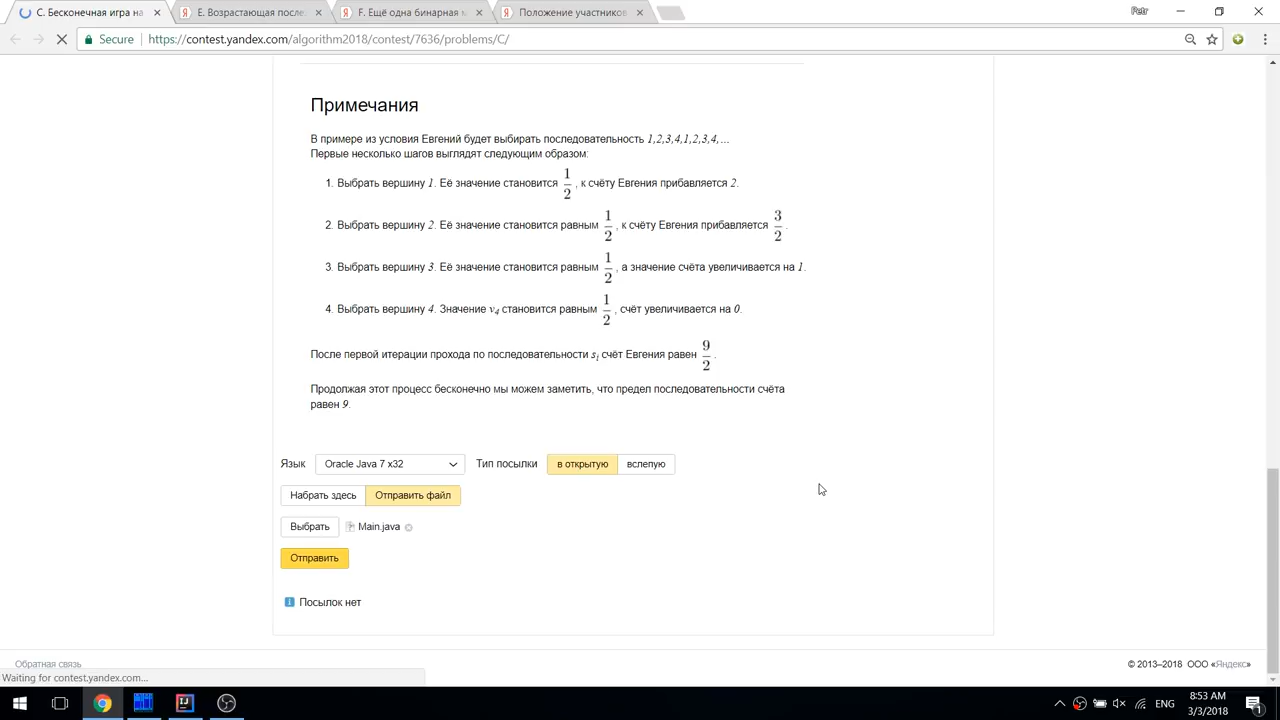 С. Бесконечная игра на
E. Возрастающая послед
F. Ещё одна бинарная м
Положение участников
Petr
Secure
https://contest.yandex.com/algorithm2018/contest/7636/problems/C/
Примечания
В примере из условия Евгений будет выбирать последовательность 1,2,3,4,1,2,3,4,...
Первые несколько шагов выглядят следующим образом:
1. Выбрать вершину 1. Её значение становится 1/2, к счёту Евгения прибавляется 2.
2. Выбрать вершину 2. Её значение становится равным 1/2, к счёту Евгения прибавляется 3/2.
3. Выбрать вершину 3. Её значение становится равным 1/2, а значение счёта увеличивается на 1.
4. Выбрать вершину 4. Значение v4 становится равным 1/2, счёт увеличивается на 0.
После первой итерации прохода по последовательности si счёт Евгения равен 9/2.
Продолжая этот процесс бесконечно мы можем заметить, что предел последовательности счёта
равен 9.
Язык
Oracle Java 7 x32
Тип посылки
в открытую
вслепую
Набрать здесь
Отправить файл
Выбрать
Main.java
Отправить
Посылок нет
Обратная связь
© 2013–2018 ООО «Яндекс»
Waiting for contest.yandex.com...
ENG
8:53 AM
3/3/2018
1